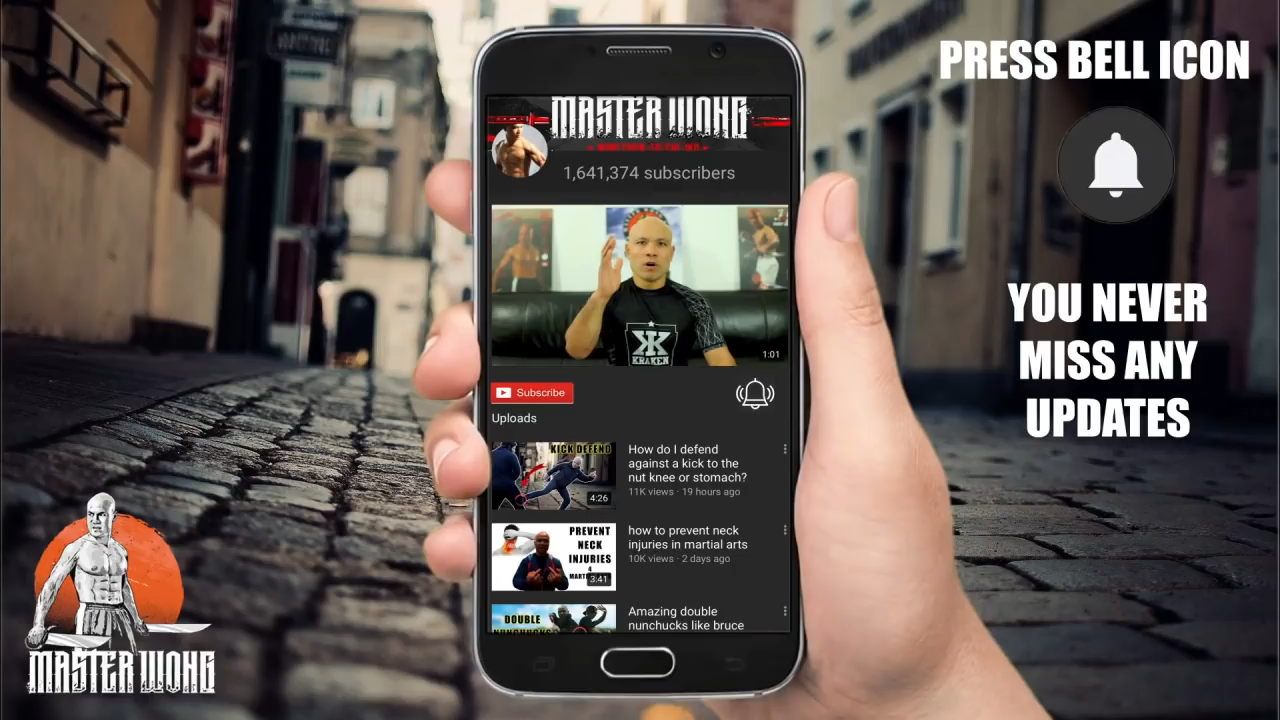 PRESS BELL ICON
YOU NEVER
MISS ANY
UPDATES
MASTER WONG
1,641,374 subscribers
KRAKEN
1:01
Subscribe
Uploads
KICK DEFEND
4:26
How do I defend
against a kick to the
nut knee or stomach?
11K views · 19 hours ago
PREVENT
NECK
INJURIES
4
3:41
how to prevent neck
injuries in martial arts
10K views · 2 days ago
DOUBLE
NUNCHUCKS
Amazing double
nunchucks like bruce
MASTER WONG